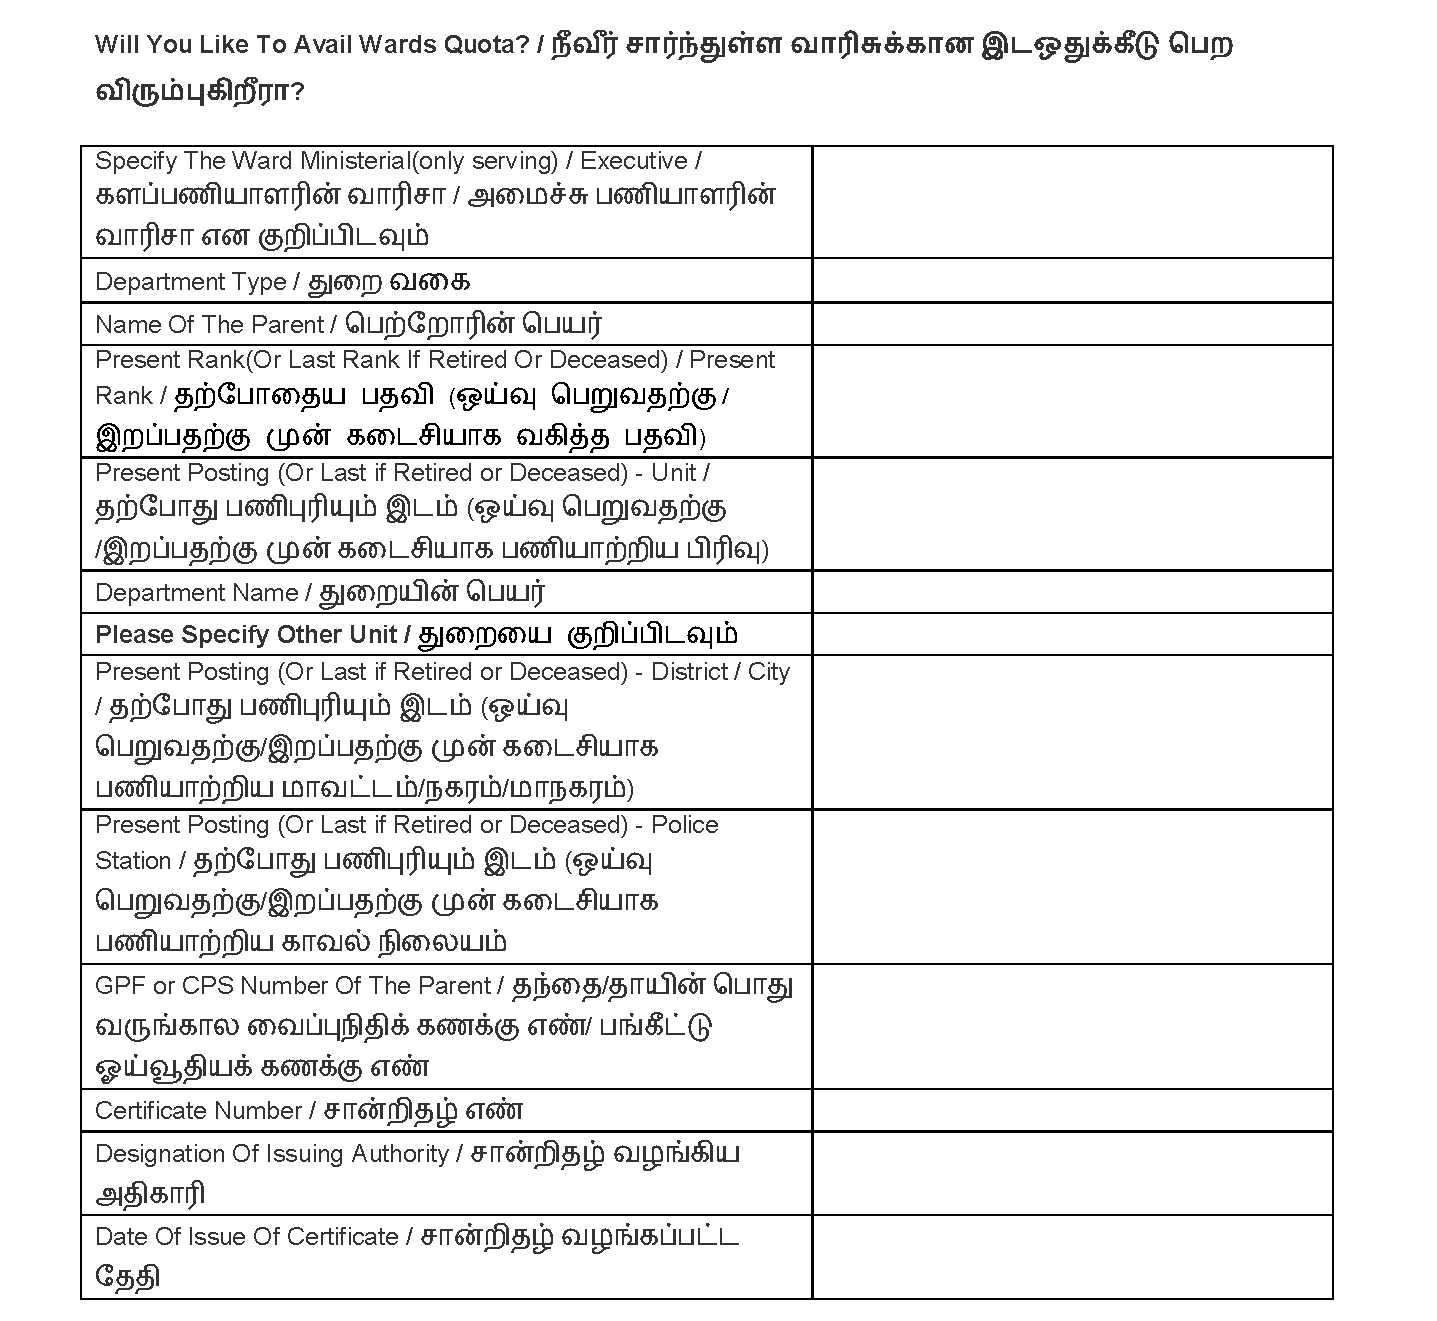 Will You Like To Avail Wards Quota? / நீவீர் சார்ந்துள்ள வாரிசுக்கான இடஒதுக்கீடு பெற
விரும்புகிறீரா?
Specify The Ward Ministerial(only serving) / Executive /
களப்பணியாளரின் வாரிசா / அமைச்சு பணியாளரின்
வாரிசா என குறிப்பிடவும்
Department Type / துறை வகை
Name Of The Parent / பெற்றோரின் பெயர்
Present Rank(Or Last Rank If Retired Or Deceased) / Present
Rank / தற்போதைய பதவி (ஒய்வு பெறுவதற்கு /
இறப்பதற்கு முன் கடைசியாக வகித்த பதவி)
Present Posting (Or Last if Retired or Deceased) - Unit /
தற்போது பணிபுரியும் இடம் (ஒய்வு பெறுவதற்கு
/இறப்பதற்கு முன் கடைசியாக பணியாற்றிய பிரிவு)
Department Name / துறையின் பெயர்
Please Specify Other Unit / துறையை குறிப்பிடவும்
Present Posting (Or Last if Retired or Deceased) - District / City
/ தற்போது பணிபுரியும் இடம் (ஒய்வு
பெறுவதற்கு/இறப்பதற்கு முன் கடைசியாக
பணியாற்றிய மாவட்டம்/நகரம்/மாநகரம்)
Present Posting (Or Last if Retired or Deceased) - Police
Station / தற்போது பணிபுரியும் இடம் (ஒய்வு
பெறுவதற்கு/இறப்பதற்கு முன் கடைசியாக
பணியாற்றிய காவல் நிலையம்
GPF or CPS Number Of The Parent / தந்தை/தாயின் பொது
வருங்கால வைப்புநிதிக் கணக்கு எண்/ பங்கீட்டு
ஓய்வூதியக் கணக்கு எண்
Certificate Number / சான்றிதழ் எண்
Designation Of Issuing Authority / சான்றிதழ் வழங்கிய
அதிகாரி
Date Of Issue Of Certificate / சான்றிதழ் வழங்கப்பட்ட
தேதி